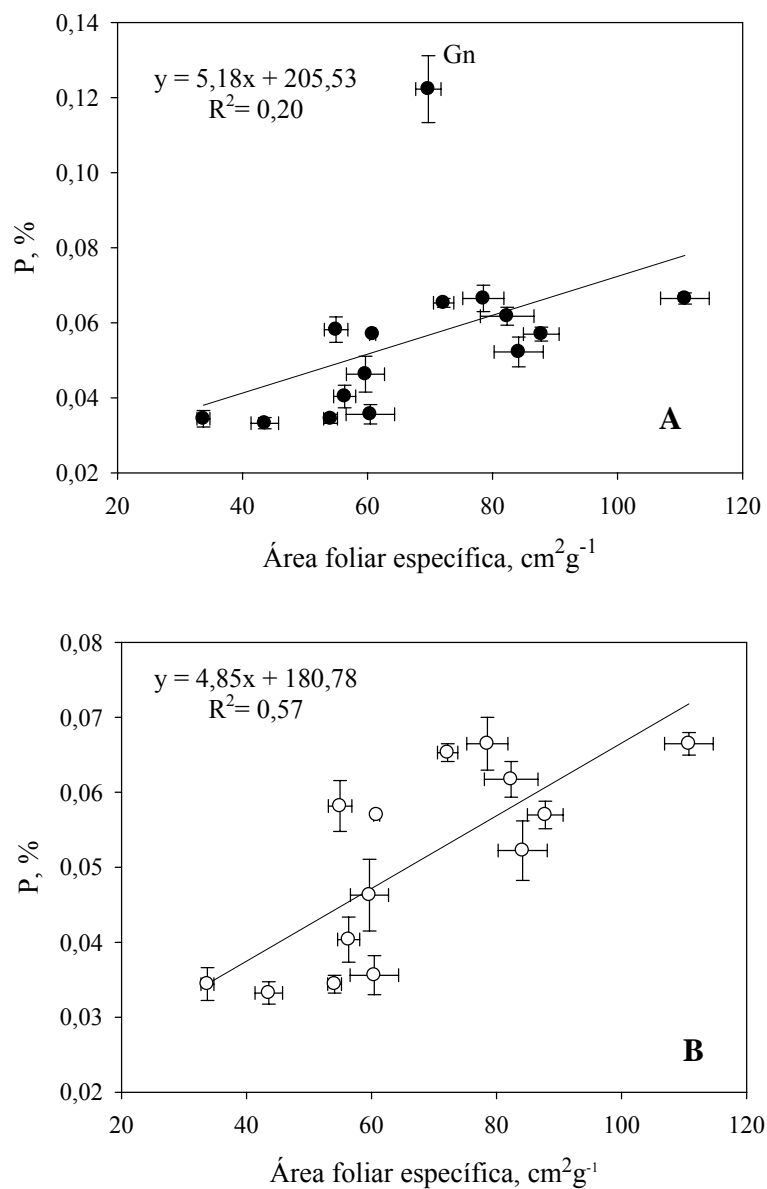 0,14
Gn
y = 5,18x + 205,53
R²= 0,20
0,12
0,10
P, %
0,08
0,06
0,04
A
0,02
20 40 60 80 100 120
Área foliar específica, cm²g⁻¹
0,08
y = 4,85x + 180,78
R²= 0,57
0,07
0,06
P, %
0,05
0,04
0,03
B
0,02
20 40 60 80 100 120
Área foliar específica, cm²g⁻¹